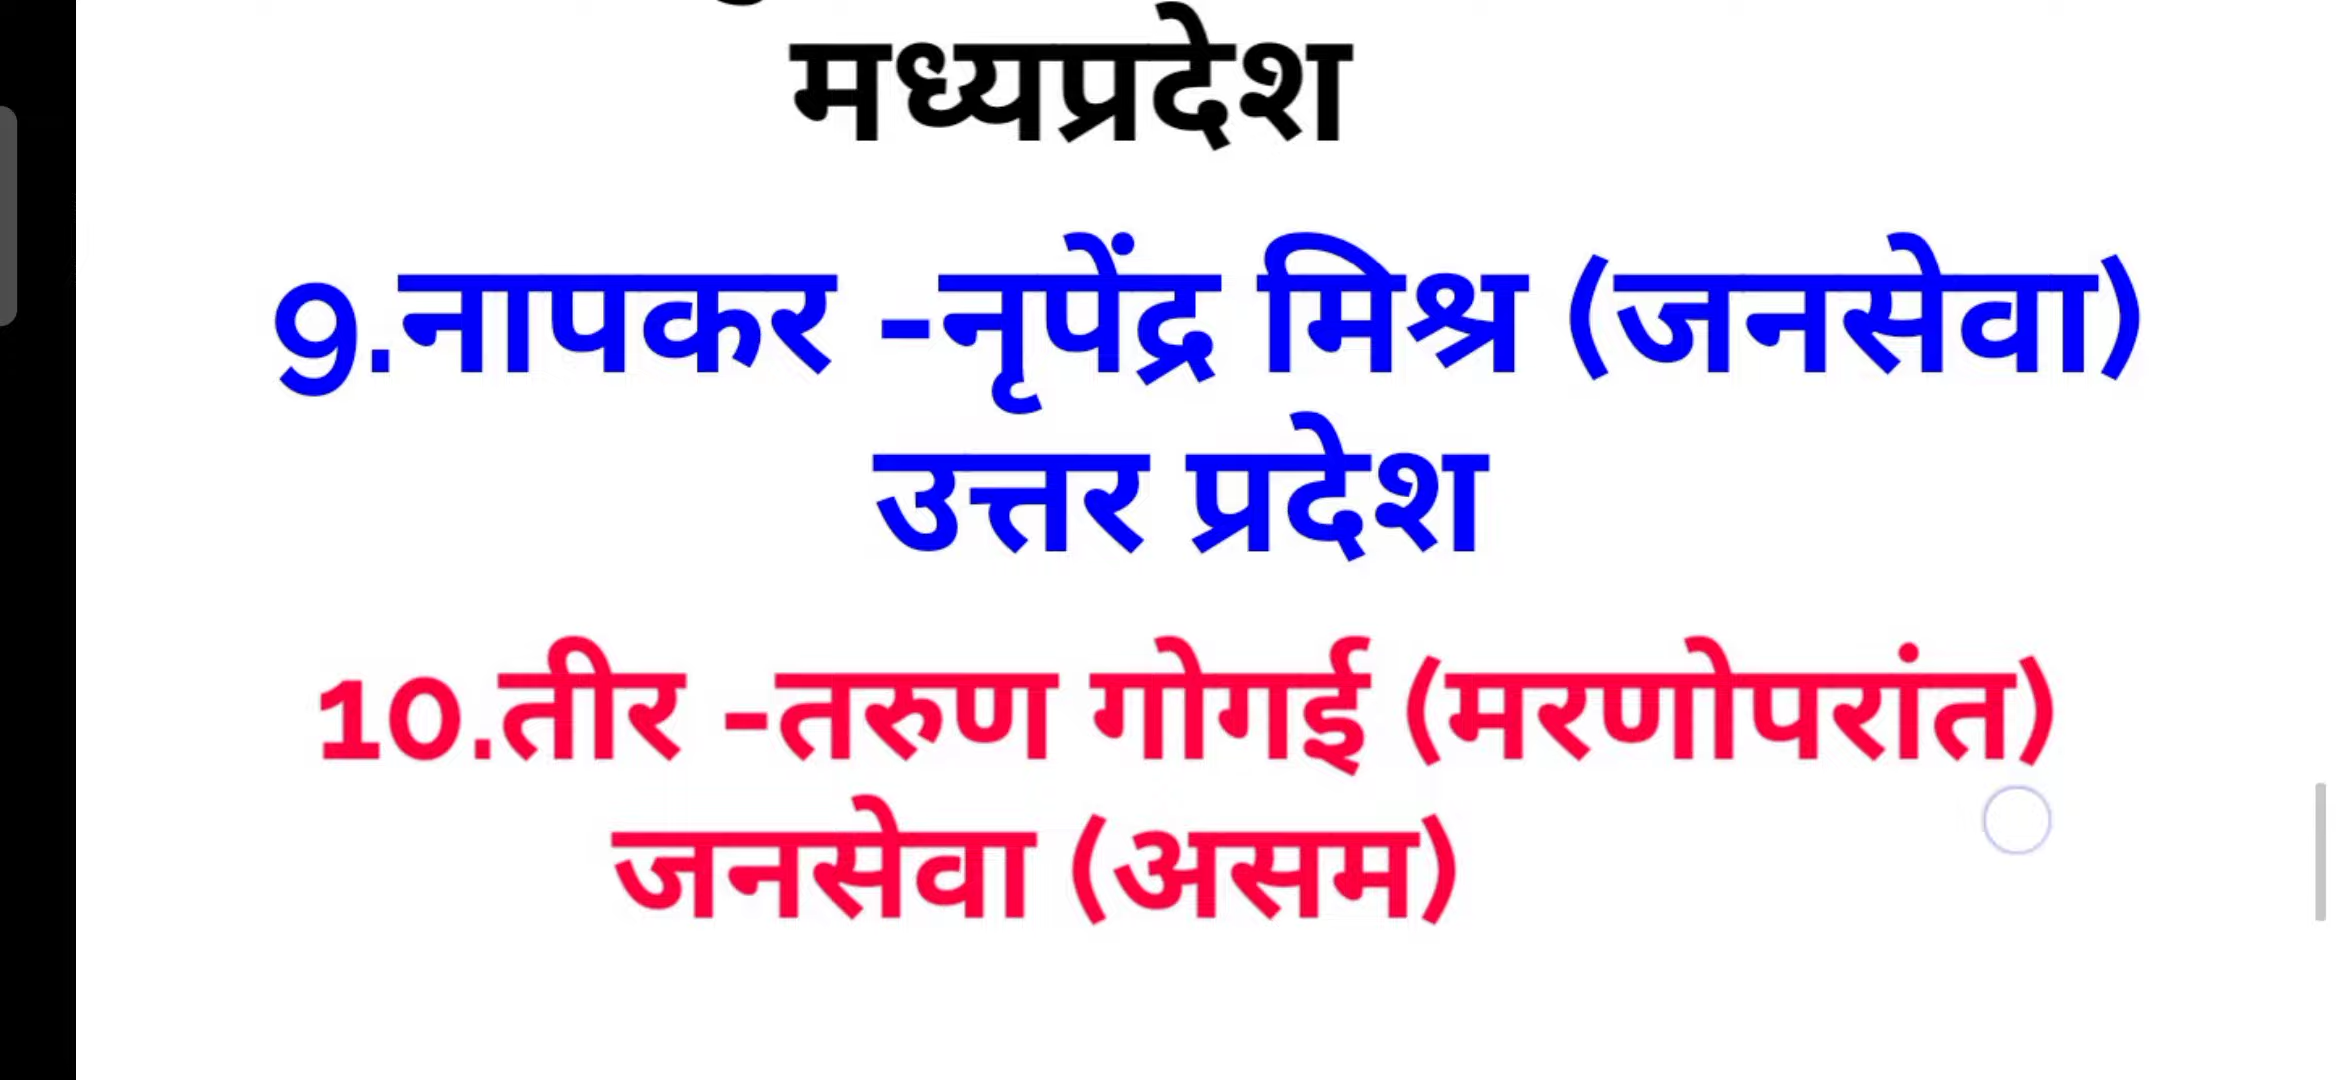 मध्यप्रदेश
9.नापकर -नृपेंद्र मिश्र (जनसेवा)
उत्तर प्रदेश
10.तीर -तरुण गोगई (मरणोपरांत)
जनसेवा (असम)